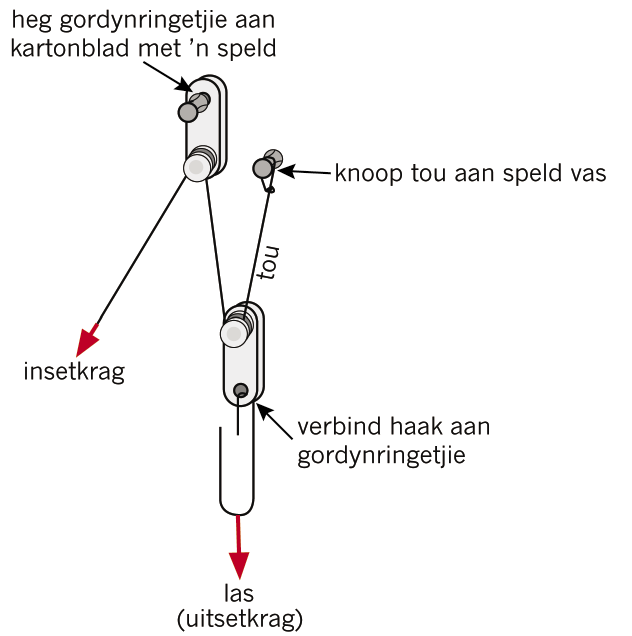 heg gordynringetjie aan
kartonblad met ’n speld
knoop tou aan speld vas
tou
insetkrag
verbind haak aan
gordynringetjie
las
(uitsetkrag)